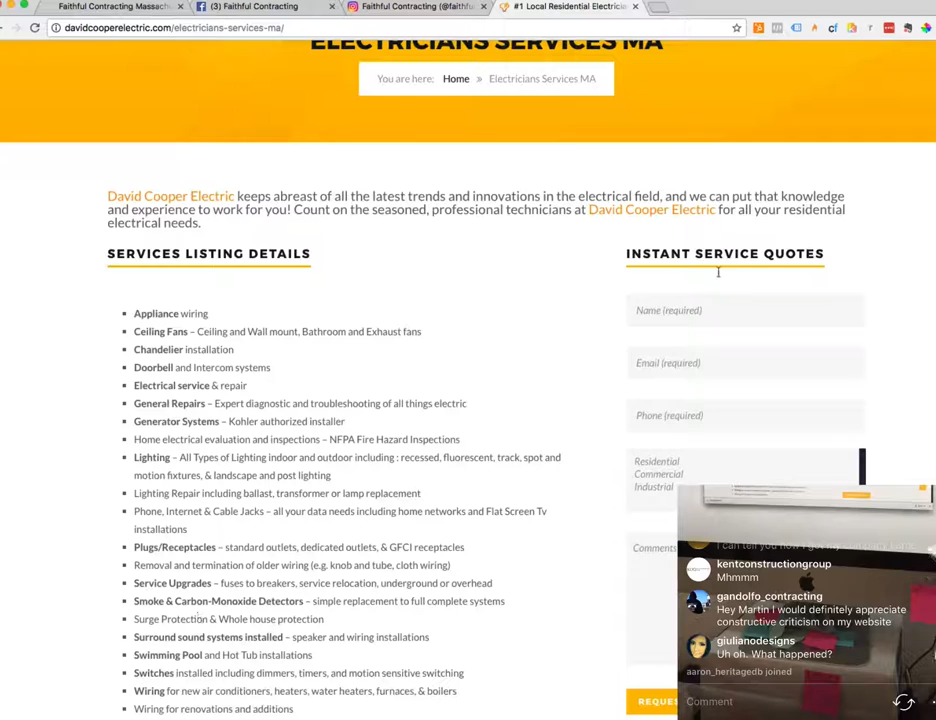 Faithful Contracting Massach
(3) Faithful Contracting
Faithful Contracting (@faithfu
#1 Local Residential Electrician
davidcooperelectric.com/electricians-services-ma/
ELECTRICIANS SERVICES MA
You are here: Home » Electricians Services MA
David Cooper Electric keeps abreast of all the latest trends and innovations in the electrical field, and we can put that knowledge
and experience to work for you! Count on the seasoned, professional technicians at David Cooper Electric for all your residential
electrical needs.
SERVICES LISTING DETAILS
Appliance wiring
Ceiling Fans – Ceiling and Wall mount, Bathroom and Exhaust fans
Chandelier installation
Doorbell and Intercom systems
Electrical service & repair
General Repairs – Expert diagnostic and troubleshooting of all things electric
Generator Systems – Kohler authorized installer
Home electrical evaluation and inspections – NFPA Fire Hazard Inspections
Lighting – All Types of Lighting indoor and outdoor including : recessed, fluorescent, track, spot and
motion fixtures, & landscape and post lighting
Lighting Repair including ballast, transformer or lamp replacement
Phone, Internet & Cable Jacks – all your data needs including home networks and Flat Screen Tv
installations
Plugs/Receptacles – standard outlets, dedicated outlets, & GFCI receptacles
Removal and termination of older wiring (e.g. knob and tube, cloth wiring)
Service Upgrades – fuses to breakers, service relocation, underground or overhead
Smoke & Carbon-Monoxide Detectors – simple replacement to full complete systems
Surge Protection & Whole house protection
Surround sound systems installed – speaker and wiring installations
Swimming Pool and Hot Tub installations
Switches installed including dimmers, timers, and motion sensitive switching
Wiring for new air conditioners, heaters, water heaters, furnaces, & boilers
Wiring for renovations and additions
INSTANT SERVICE QUOTES
Name (required)
Email (required)
Phone (required)
Residential
Commercial
Industrial
Comments
REQUES
I can tell you how I got my company name
kentconstructiongroup
Mhmmm
gandolfo_contracting
Hey Martin I would definitely appreciate
constructive criticism on my website
giulianodesigns
Uh oh. What happened?
aaron_heritagedb joined
Comment